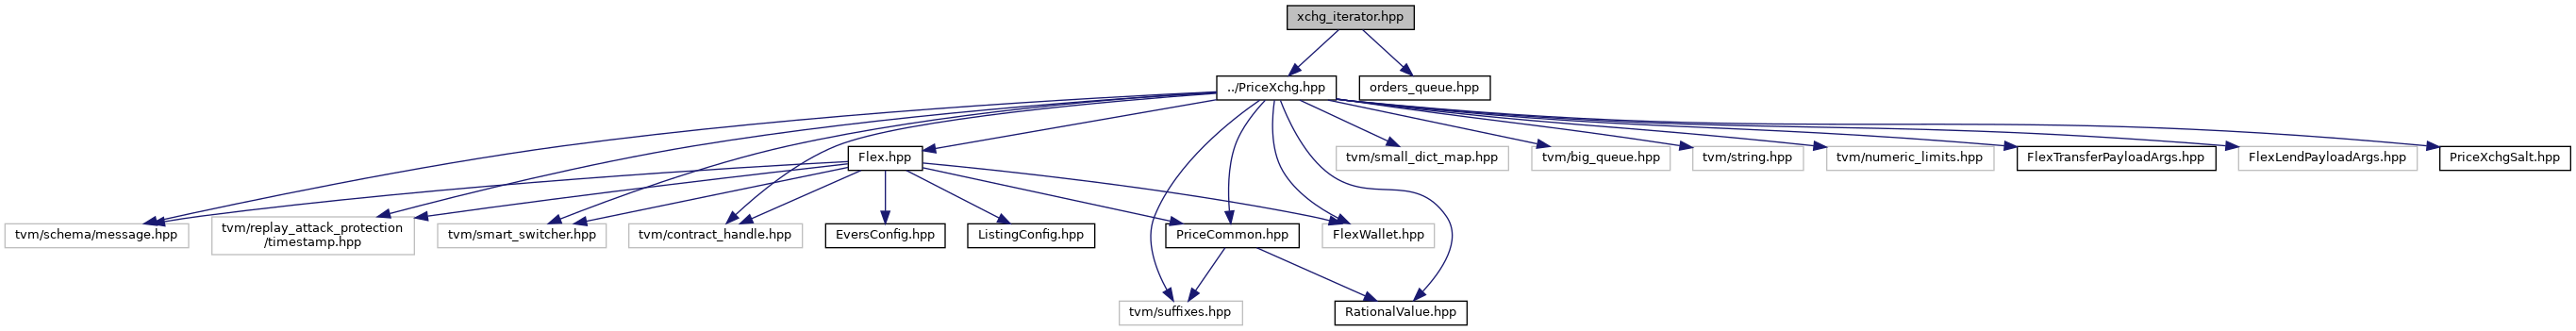 xchg_iterator.hpp
../PriceXchg.hpp
orders_queue.hpp
Flex.hpp
tvm/small_dict_map.hpp
tvm/big_queue.hpp
tvm/string.hpp
tvm/numeric_limits.hpp
FlexTransferPayloadArgs.hpp
FlexLendPayloadArgs.hpp
PriceXchgSalt.hpp
tvm/schema/message.hpp
tvm/replay_attack_protection
/timestamp.hpp
tvm/smart_switcher.hpp
tvm/contract_handle.hpp
EversConfig.hpp
ListingConfig.hpp
PriceCommon.hpp
FlexWallet.hpp
tvm/suffixes.hpp
RationalValue.hpp